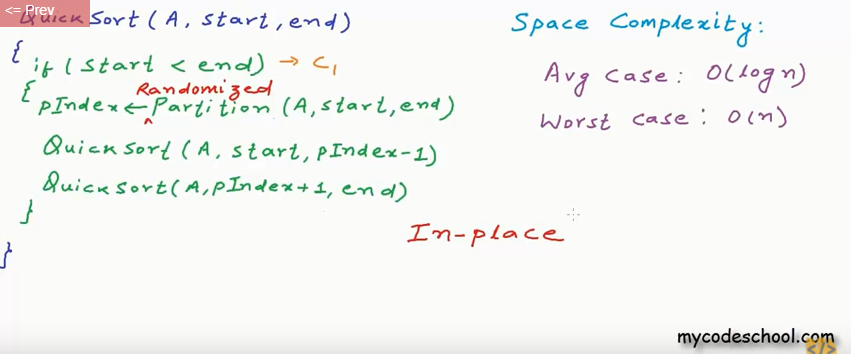 <= Prev
QuickSort (A, start, end)
{
if (start < end) → C1
{
Randomized
pIndex ← Partition (A, start, end)
^
QuickSort (A, start, pIndex-1)
QuickSort (A, pIndex+1, end)
}
}
Space Complexity:
Avg case: O(log n)
Worst case: O(n)
In-place
mycodeschool.com
</>